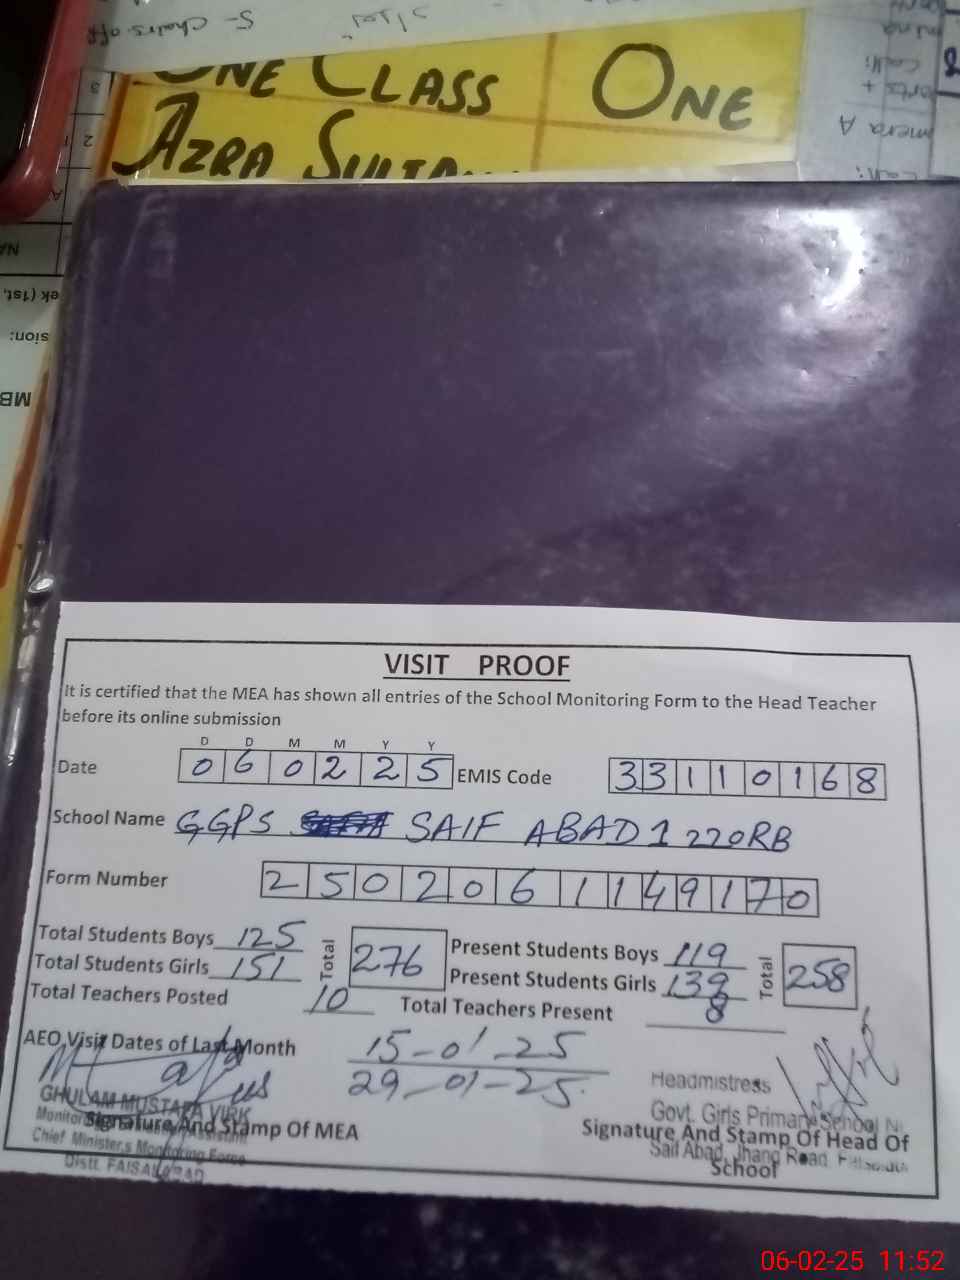 ONE CLASS ONE
AZRA
VISIT PROOF
It is certified that the MEA has shown all entries of the School Monitoring Form to the Head Teacher
before its online submission
D D M M Y Y
Date 0 6 0 2 2 5 EMIS Code 3 3 1 1 0 1 6 8
School Name GGPS SAIF ABAD 1 220RB
Form Number 2 5 0 2 0 6 1 1 4 9 1 7 0
Total Students Boys 125 Total 276 Present Students Boys 119 Total 258
Total Students Girls 151 Present Students Girls 139
Total Teachers Posted 10 Total Teachers Present 8
AEO Visit Dates of Last Month 15-01-25
29-01-25
GHULAM MUSTAFA VIRK
Signature And Stamp Of MEA
Chief Minister,s Monitoring Force
Distt. FAISALABAD
Headmistress
Govt. Girls Primary School
Signature And Stamp Of Head Of
Saif Abad, Jhang Road,
School
06-02-25 11:52